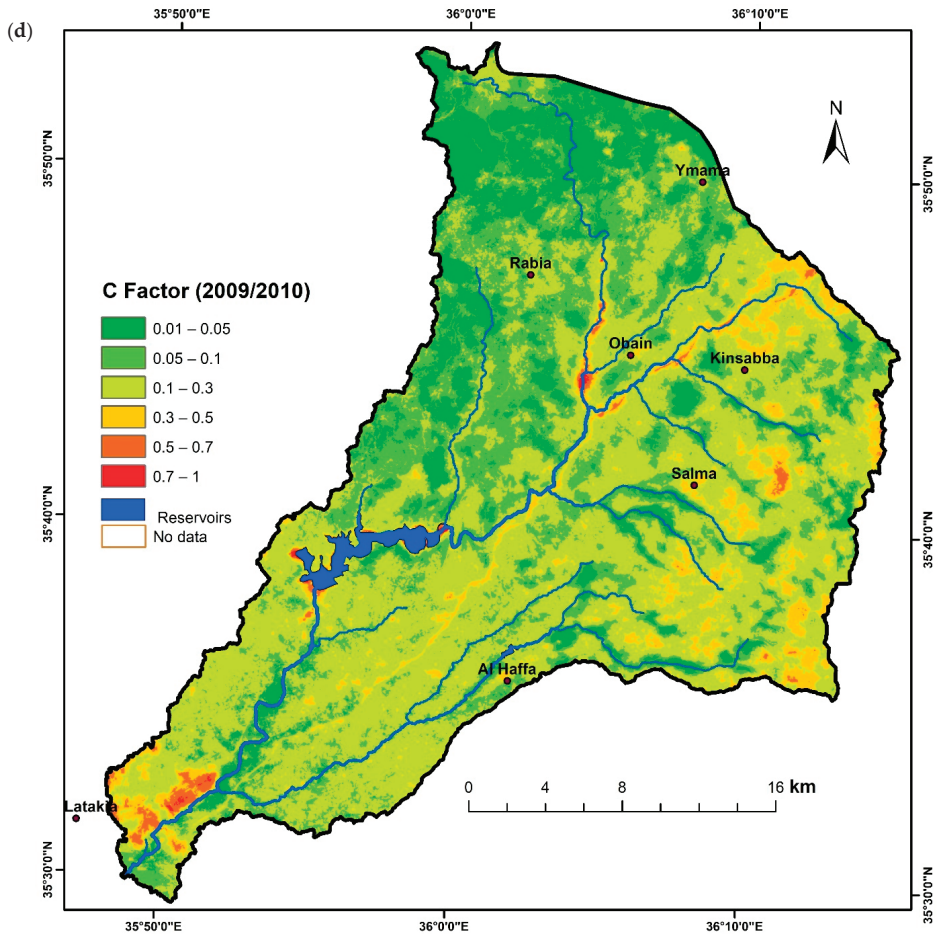 (d)
35°50'0"E
36°0'0"E
36°10'0"E
35°50'0"N
35°50'0"N
N
Ymama
Rabia
C Factor (2009/2010)
0.01 – 0.05
0.05 – 0.1
0.1 – 0.3
0.3 – 0.5
0.5 – 0.7
0.7 – 1
Reservoirs
No data
Obain
Kinsabba
Salma
35°40'0"N
35°40'0"N
Al Haffa
0 2 4 8 12 16 km
Latakia
35°30'0"N
35°30'0"N
35°50'0"E
36°0'0"E
36°10'0"E